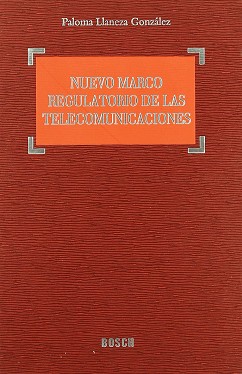 Paloma Llaneza González
NUEVO MARCO
REGULATORIO DE LAS
TELECOMUNICACIONES
BOSCH